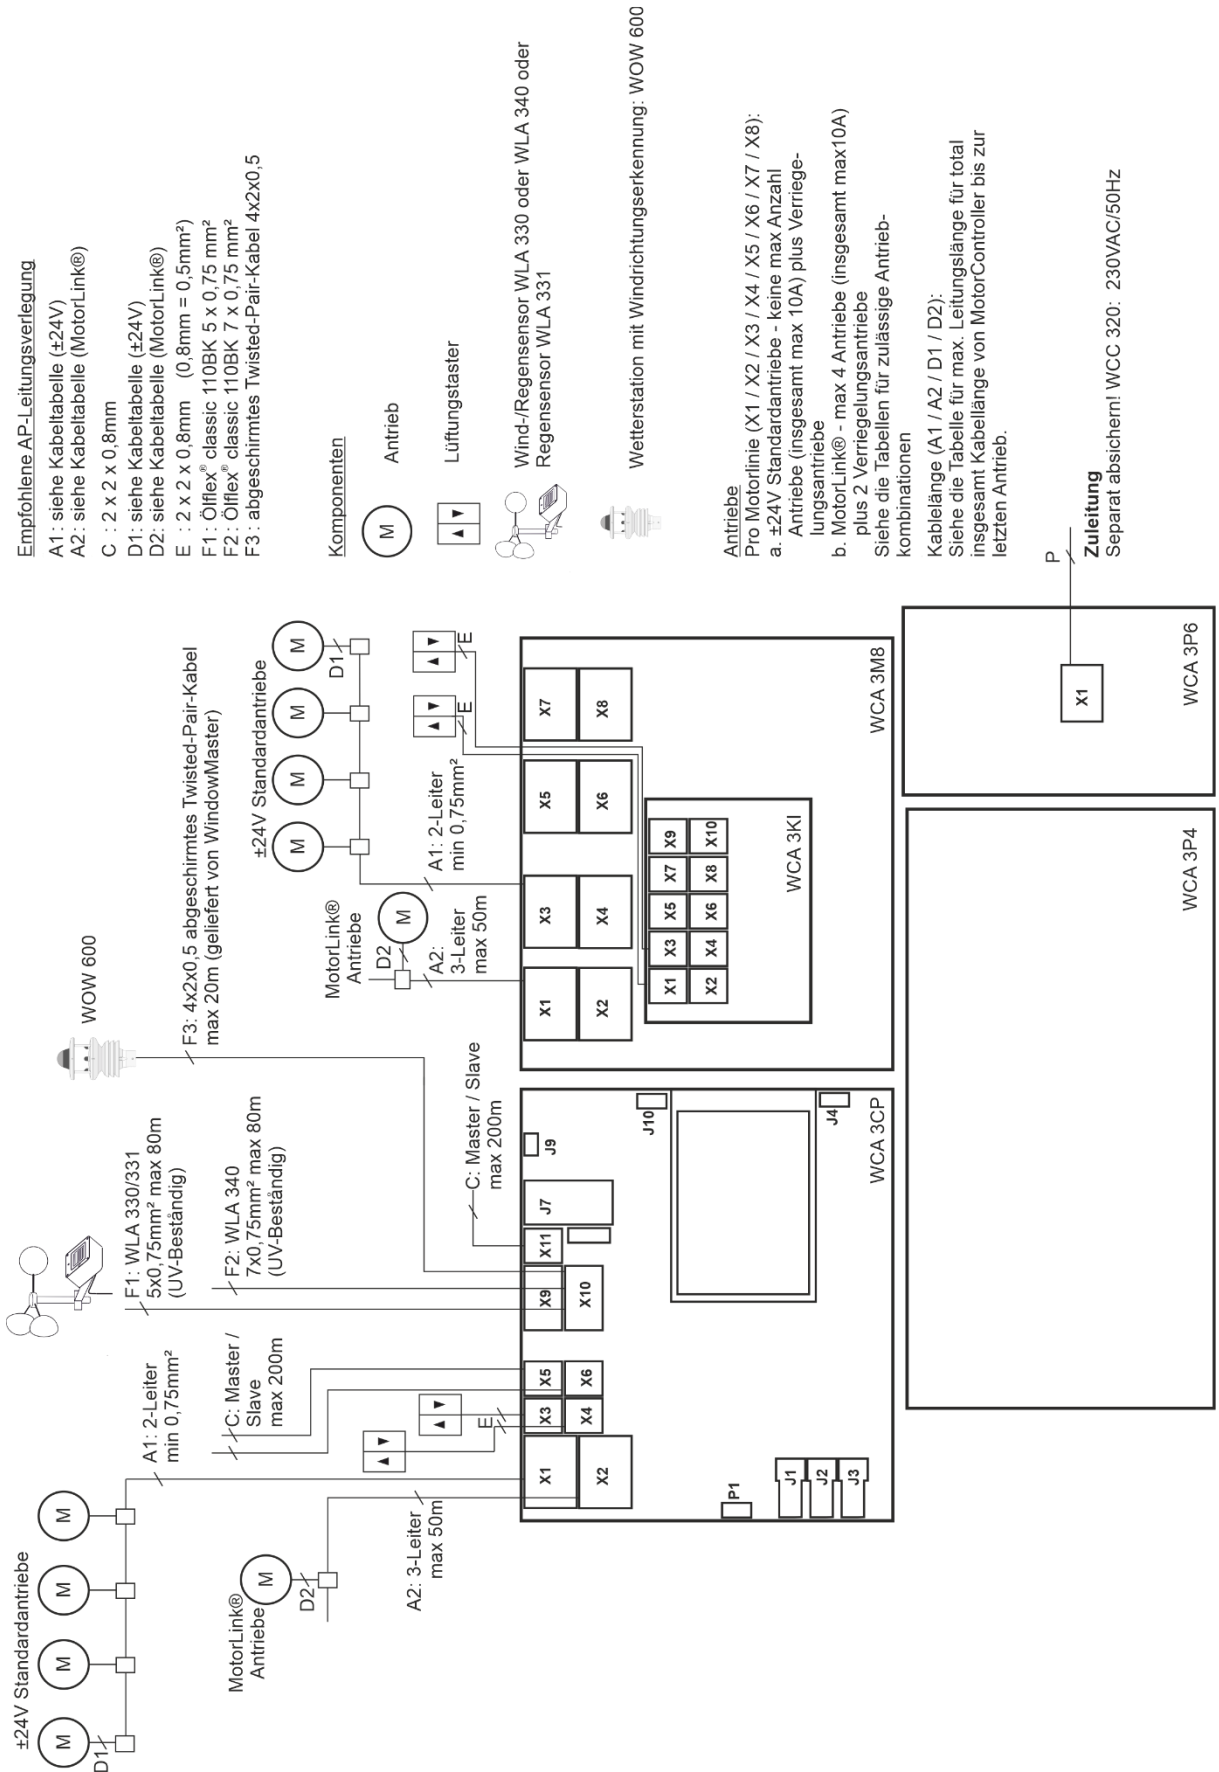 ±24V Standardantriebe
M
M
M
M
D1
A1: 2-Leiter
min 0,75mm²
MotorLink®
Antriebe
M
D2
A2: 3-Leiter
max 50m
C: Master /
Slave
max 200m
E
F1: WLA 330/331
5x0,75mm² max 80m
(UV-Beständig)
F2: WLA 340
7x0,75mm² max 80m
(UV-Beständig)
WOW 600
F3: 4x2x0,5 abgeschirmtes Twisted-Pair-Kabel
max 20m (geliefert von WindowMaster)
C: Master / Slave
max 200m
X1
X2
X3
X4
X5
X6
X9
X10
X11
J7
J9
J10
J4
P1
J1
J2
J3
WCA 3CP
MotorLink®
Antriebe
M
D2
A2:
3-Leiter
max 50m
±24V Standardantriebe
M
M
M
M
D1
A1: 2-Leiter
min 0,75mm²
E
E
X1
X2
X3
X4
X5
X6
X7
X8
X1
X2
X3
X4
X5
X6
X7
X8
X9
X10
WCA 3KI
WCA 3M8
WCA 3P4
X1
WCA 3P6
P
Zuleitung
Separat absichern! WCC 320: 230VAC/50Hz
Empfohlene AP-Leitungsverlegung
A1: siehe Kabeltabelle (±24V)
A2: siehe Kabeltabelle (MotorLink®)
C : 2 x 2 x 0,8mm
D1: siehe Kabeltabelle (±24V)
D2: siehe Kabeltabelle (MotorLink®)
E : 2 x 2 x 0,8mm (0,8mm = 0,5mm²)
F1: Ölflex® classic 110BK 5 x 0,75 mm²
F2: Ölflex® classic 110BK 7 x 0,75 mm²
F3: abgeschirmtes Twisted-Pair-Kabel 4x2x0,5
Komponenten
M
Antrieb
Lüftungstaster
Wind-/Regensensor WLA 330 oder WLA 340 oder
Regensensor WLA 331
Wetterstation mit Windrichtungserkennung: WOW 600
Antriebe
Pro Motorlinie (X1 / X2 / X3 / X4 / X5 / X6 / X7 / X8):
a. ±24V Standardantriebe - keine max Anzahl
Antriebe (insgesamt max 10A) plus Verriege-
lungsantriebe
b. MotorLink® - max 4 Antriebe (insgesamt max10A)
plus 2 Verriegelungsantriebe
Siehe die Tabellen für zulässige Antrieb-
kombinationen
Kablelänge (A1 / A2 / D1 / D2):
Siehe die Tabelle für max. Leitungslänge für total
insgesamt Kabellänge von MotorController bis zur
letzten Antrieb.